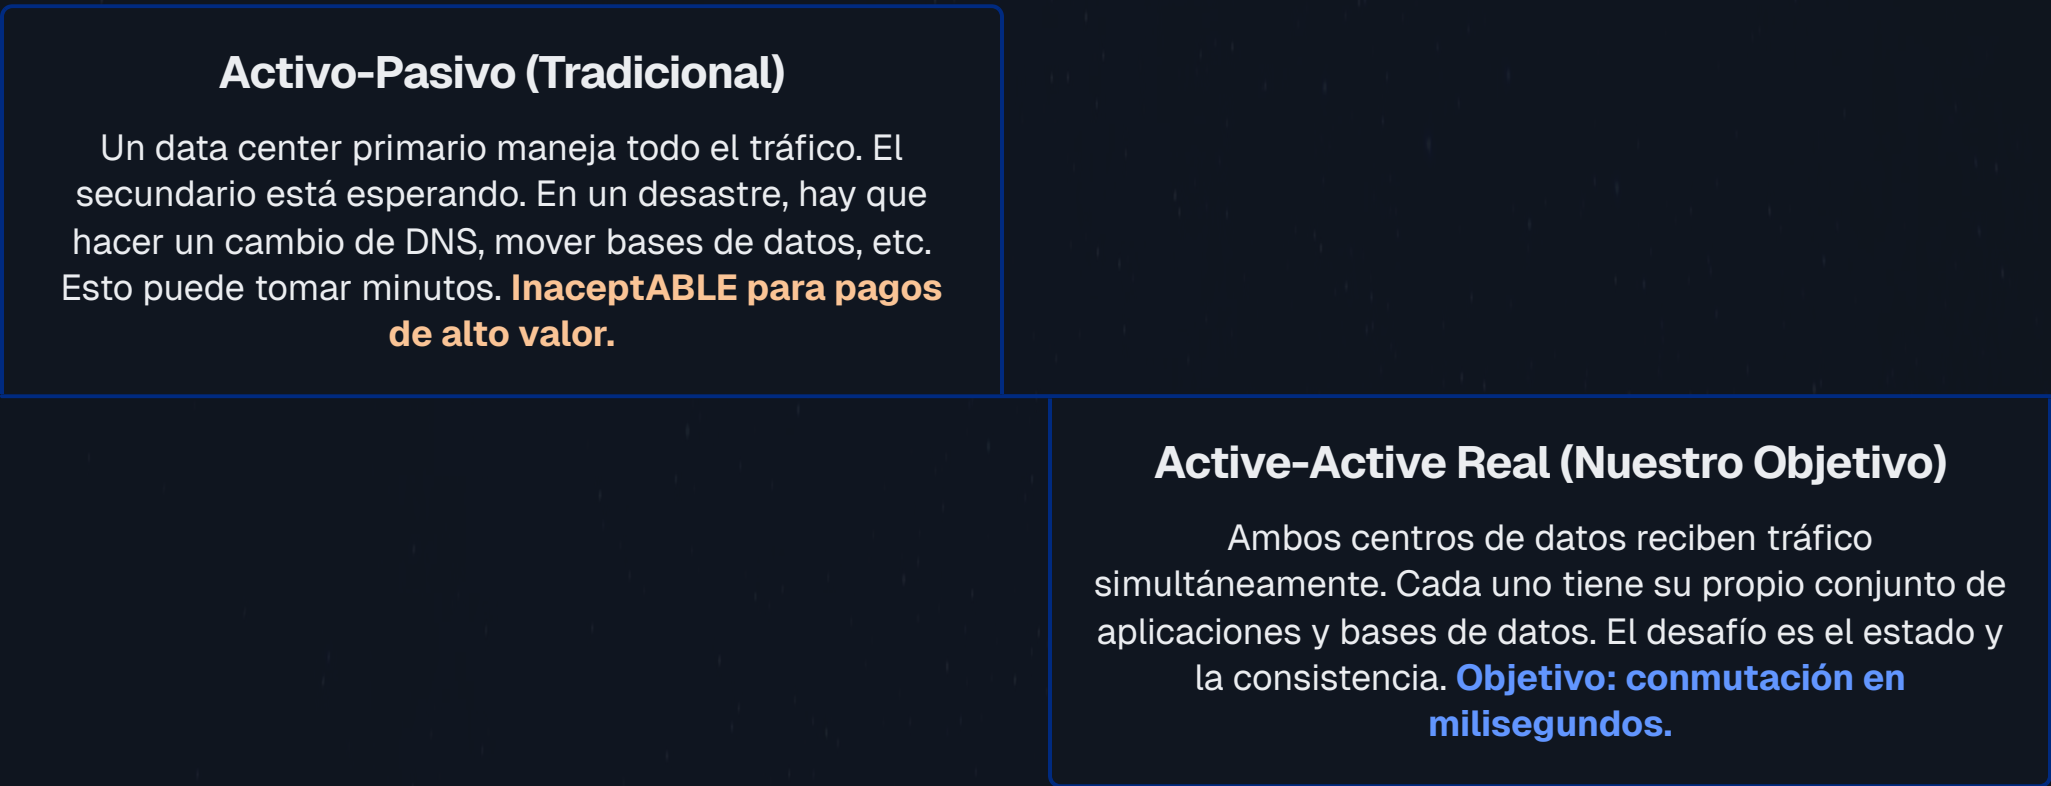 Activo-Pasivo (Tradicional)
Un data center primario maneja todo el tráfico. El
secundario está esperando. En un desastre, hay que
hacer un cambio de DNS, mover bases de datos, etc.
Esto puede tomar minutos. InaceptABLE para pagos
de alto valor.
Active-Active Real (Nuestro Objetivo)
Ambos centros de datos reciben tráfico
simultáneamente. Cada uno tiene su propio conjunto de
aplicaciones y bases de datos. El desafío es el estado y
la consistencia. Objetivo: conmutación en
milisegundos.